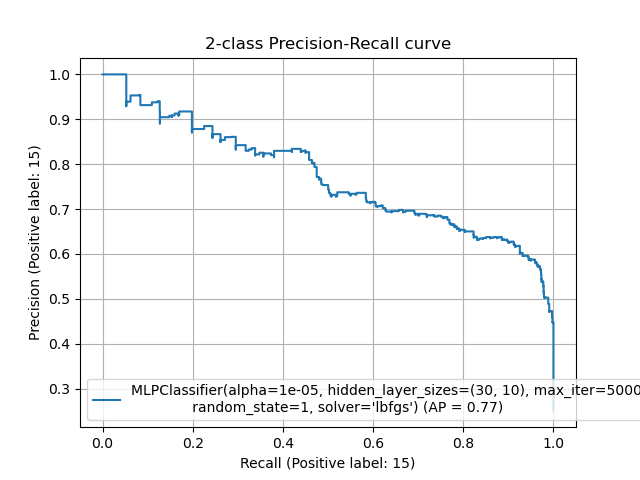 2-class Precision-Recall curve
1.0
0.9
0.8
0.7
0.6
0.5
0.4
0.3
Precision (Positive label: 15)
MLPClassifier(alpha=1e-05, hidden_layer_sizes=(30, 10), max_iter=5000
random_state=1, solver='lbfgs') (AP = 0.77)
0.0 0.2 0.4 0.6 0.8 1.0
Recall (Positive label: 15)